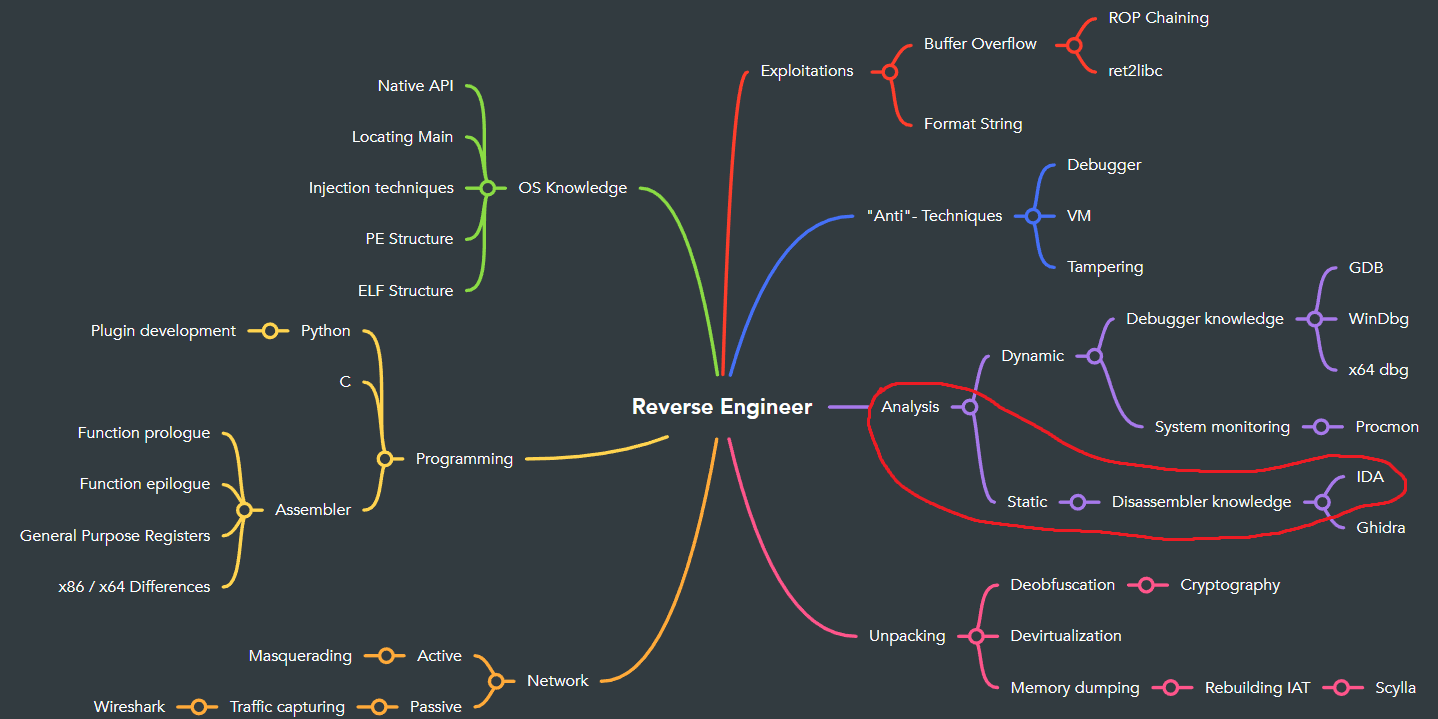 ROP Chaining
Buffer Overflow
Exploitations
ret2libc
Format String
Native API
Locating Main
Injection techniques
OS Knowledge
PE Structure
ELF Structure
Debugger
"Anti"- Techniques
VM
Tampering
GDB
Debugger knowledge
WinDbg
Dynamic
x64 dbg
System monitoring
Procmon
Reverse Engineer
Analysis
Static
Disassembler knowledge
IDA
Ghidra
Plugin development
Python
C
Programming
Function prologue
Function epilogue
Assembler
General Purpose Registers
x86 / x64 Differences
Deobfuscation
Cryptography
Unpacking
Devirtualization
Memory dumping
Rebuilding IAT
Scylla
Masquerading
Active
Network
Wireshark
Traffic capturing
Passive